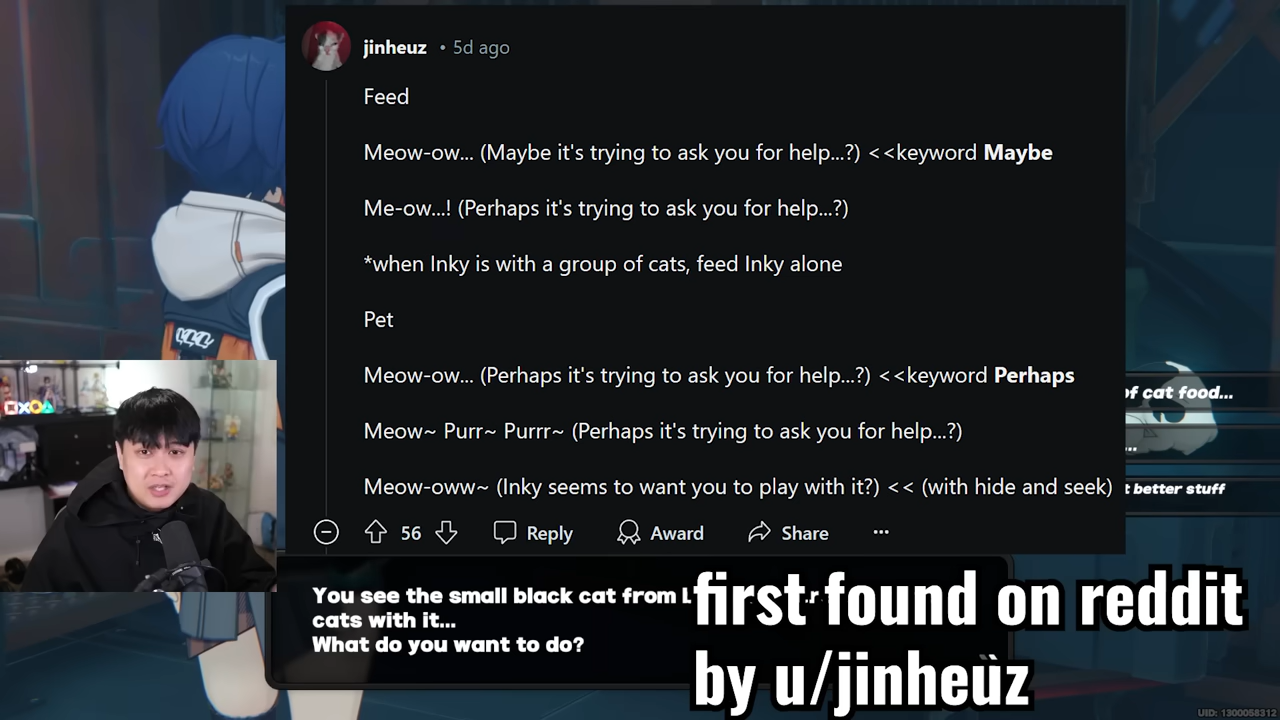 jinheuz • 5d ago
Feed
Meow-ow... (Maybe it's trying to ask you for help...?) <<keyword Maybe
Me-ow...! (Perhaps it's trying to ask you for help...?)
*when Inky is with a group of cats, feed Inky alone
Pet
Meow-ow... (Perhaps it's trying to ask you for help...?) <<keyword Perhaps
Meow~ Purr~ Purrr~ (Perhaps it's trying to ask you for help...?)
Meow-oww~ (Inky seems to want you to play with it?) << (with hide and seek)
56 Reply Award Share ...
of cat food...
...
better stuff
You see the small black cat from
cats with it...
What do you want to do?
first found on reddit
by u/jinheuz
UID: 1300058312